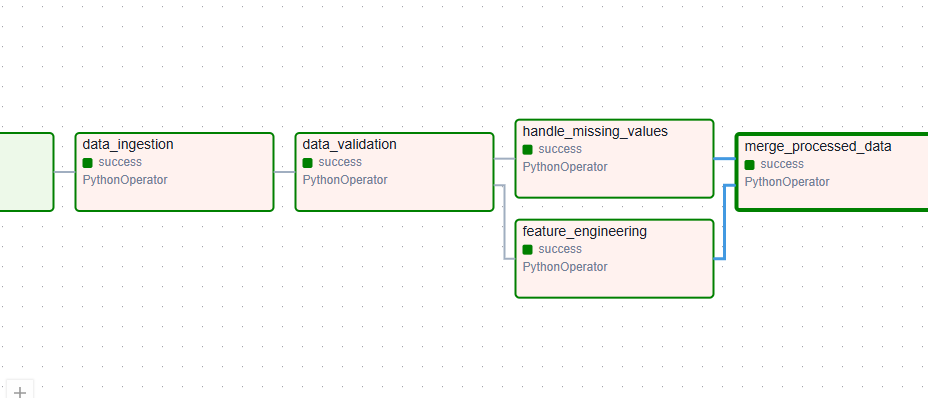 data_ingestion
success
PythonOperator
data_validation
success
PythonOperator
handle_missing_values
success
PythonOperator
feature_engineering
success
PythonOperator
merge_processed_data
success
PythonOperator